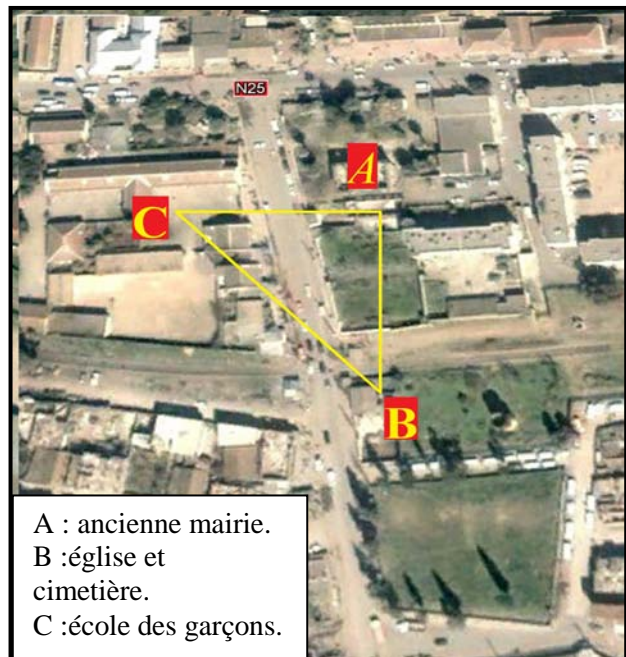 N25
A
C
B
A : ancienne mairie.
B :église et
cimetière.
C :école des garçons.